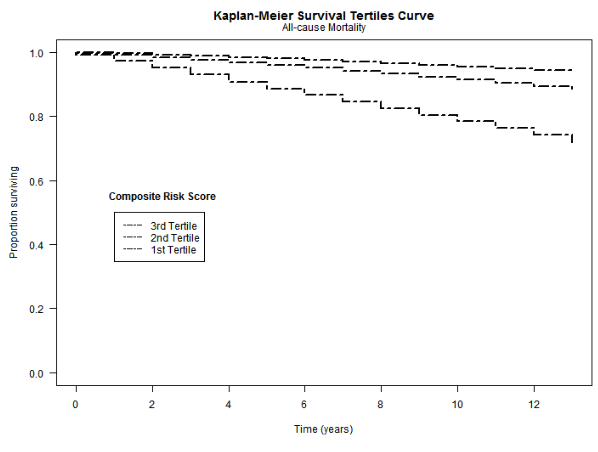 Kaplan-Meier Survival Tertiles Curve
All-cause Mortality
1.0
0.8
0.6
0.4
0.2
0.0
Proportion surviving
Composite Risk Score
3rd Tertile
2nd Tertile
1st Tertile
0 2 4 6 8 10 12
Time (years)